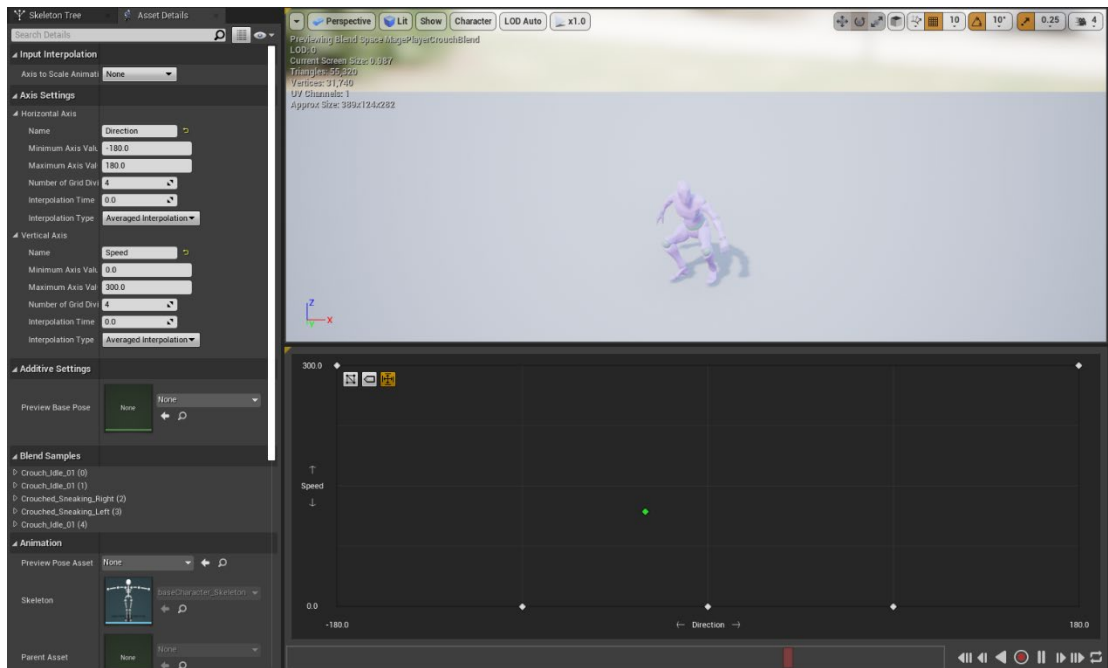 Skeleton Tree
Asset Details
Search Details
Input Interpolation
Axis to Scale Animati None
Axis Settings
Horizontal Axis
Name Direction
Minimum Axis Valu -180.0
Maximum Axis Val 180.0
Number of Grid Divi 4
Interpolation Time 0.0
Interpolation Type Averaged Interpolation
Vertical Axis
Name Speed
Minimum Axis Valu 0.0
Maximum Axis Val 300.0
Number of Grid Divi 4
Interpolation Time 0.0
Interpolation Type Averaged Interpolation
Additive Settings
Preview Base Pose None None
Blend Samples
Crouch_Idle_01 (0)
Crouch_Idle_01 (1)
Crouched_Sneaking_Right (2)
Crouched_Sneaking_Left (3)
Crouch_Idle_01 (4)
Animation
Preview Pose Asset None
Skeleton baseCharacter_Skeleton
Parent Asset None None
Perspective Lit Show Character LOD Auto x1.0
10 10° 0.25 4
Previewing Blend Space MagePlayerCrouchBlend
LOD: 0
Current Screen Size: 0.587
Triangles: 55,320
Vertices: 31,740
UV Channels: 1
Approx Size: 389x124x282
Z
Y X
300.0
Speed
0.0
-180.0 Direction 180.0